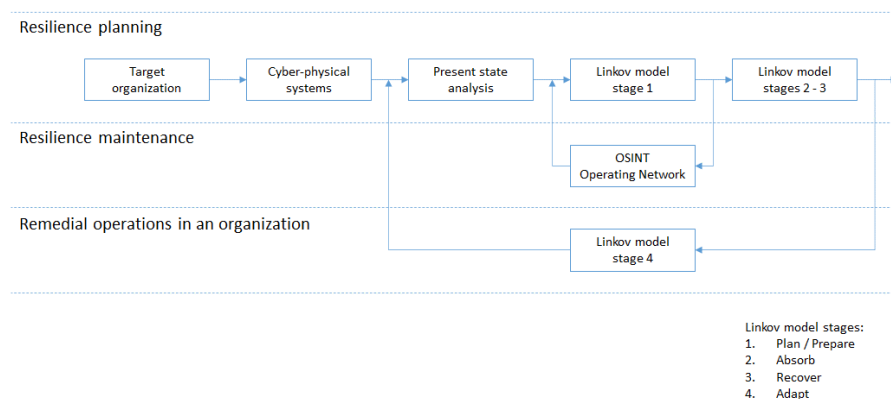 Resilience planning
Target
organization
Cyber-physical
systems
Present state
analysis
Linkov model
stage 1
Linkov model
stages 2 - 3
Resilience maintenance
OSINT
Operating Network
Remedial operations in an organization
Linkov model
stage 4
Linkov model stages:
1. Plan / Prepare
2. Absorb
3. Recover
4. Adapt